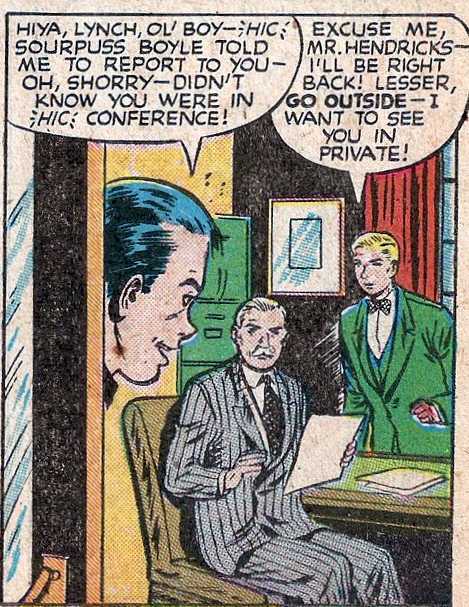 HIYA, LYNCH, OL' BOY—⁏HIC⁏
SOURPUSS BOYLE TOLD
ME TO REPORT TO YOU—
OH, SHORRY—DIDN'T
KNOW YOU WERE IN
⁏HIC⁏ CONFERENCE!
EXCUSE ME,
MR. HENDRICKS—
I'LL BE RIGHT
BACK! LESSER,
GO OUTSIDE—I
WANT TO SEE
YOU IN
PRIVATE!